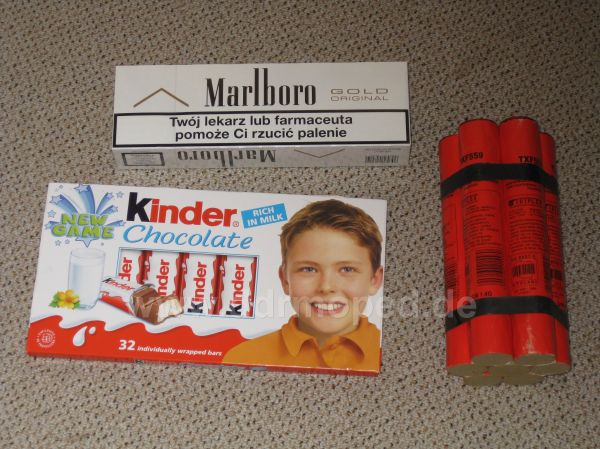 Marlboro
GOLD
ORIGINAL
Twój lekarz lub farmaceuta
pomoże Ci rzucić palenie
Marlboro
NEW
GAME
Kinder
Chocolate
RICH
IN MILK
Kinder
Kinder
Kinder
Kinder
32 individually wrapped bars
TXF559